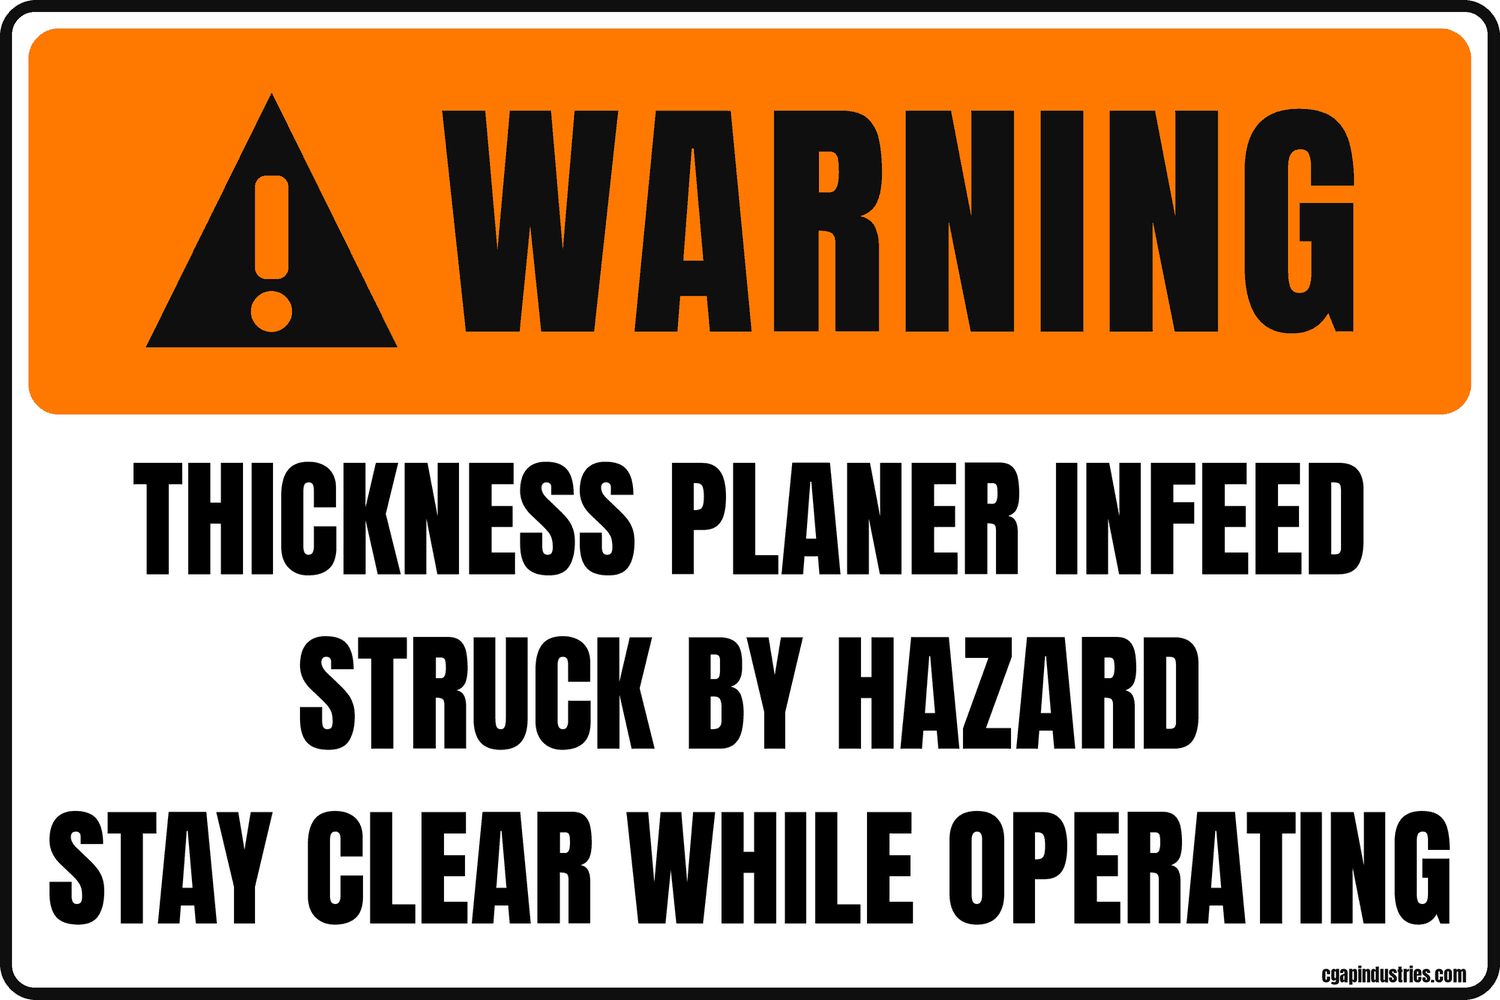 WARNING
THICKNESS PLANER INFEED
STRUCK BY HAZARD
STAY CLEAR WHILE OPERATING
cgapindustries.com